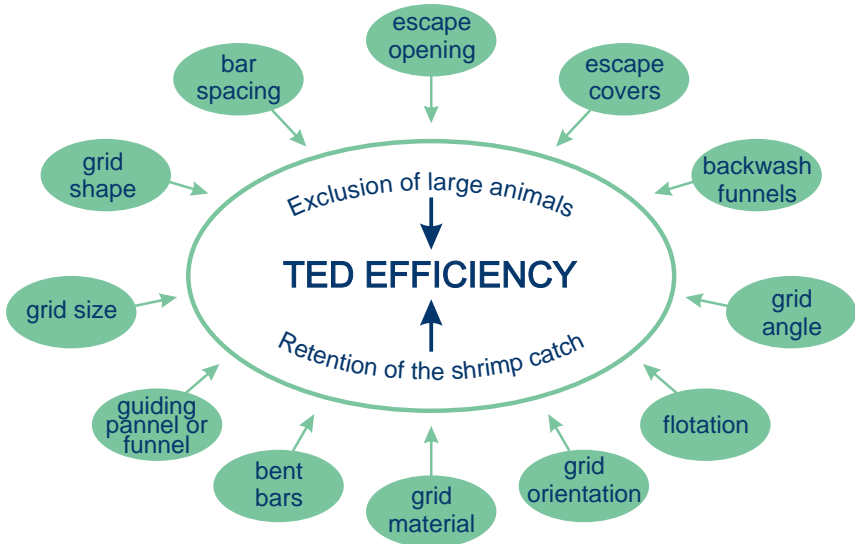 escape
opening
bar
spacing
escape
covers
grid
shape
backwash
funnels
Exclusion of large animals
TED EFFICIENCY
Retention of the shrimp catch
grid size
grid
angle
guiding
pannel or
funnel
flotation
bent
bars
grid
material
grid
orientation